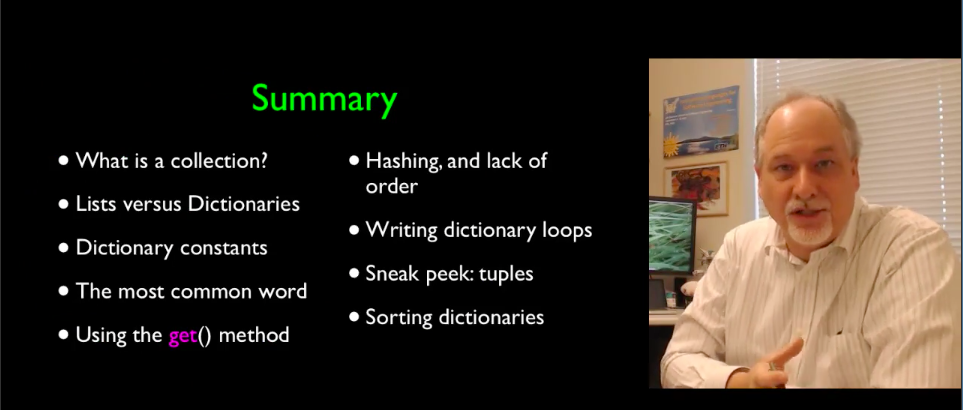 Summary
• What is a collection?
• Lists versus Dictionaries
• Dictionary constants
• The most common word
• Using the get() method
• Hashing, and lack of
order
• Writing dictionary loops
• Sneak peek: tuples
• Sorting dictionaries